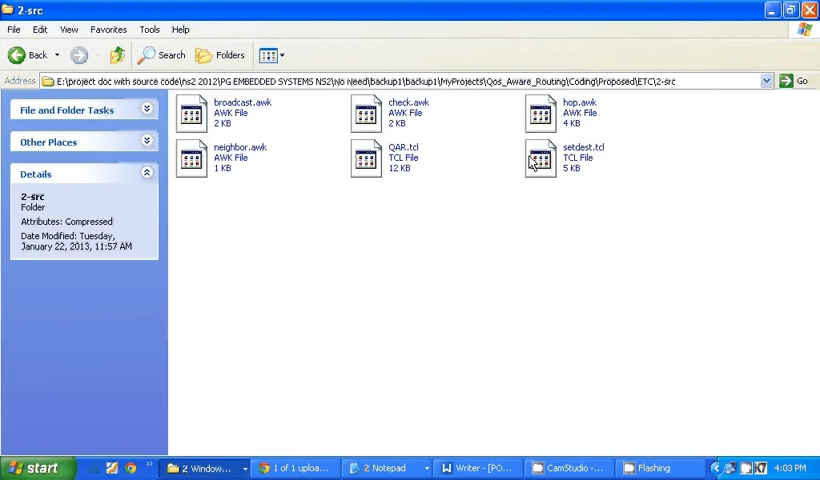 2-src
File Edit View Favorites Tools Help
Back Search Folders
Address E:\project doc with source code\ns2 2012\PG EMBEDDED SYSTEMS NS2\No Need\backup1\backup1\MyProjects\Qos_Aware_Routing\Coding\Proposed\ETC\2-src Go
File and Folder Tasks
Other Places
Details
2-src
Folder
Attributes: Compressed
Date Modified: Tuesday,
January 22, 2013, 11:57 AM
broadcast.awk
AWK File
2 KB
check.awk
AWK File
2 KB
hop.awk
AWK File
4 KB
neighbor.awk
AWK File
1 KB
QAR.tcl
TCL File
12 KB
setdest.tcl
TCL File
5 KB
start 2 Window... 1 of 1 uploa... 2 Notepad Writer - [PO... CamStudio -... Flashing 4:03 PM